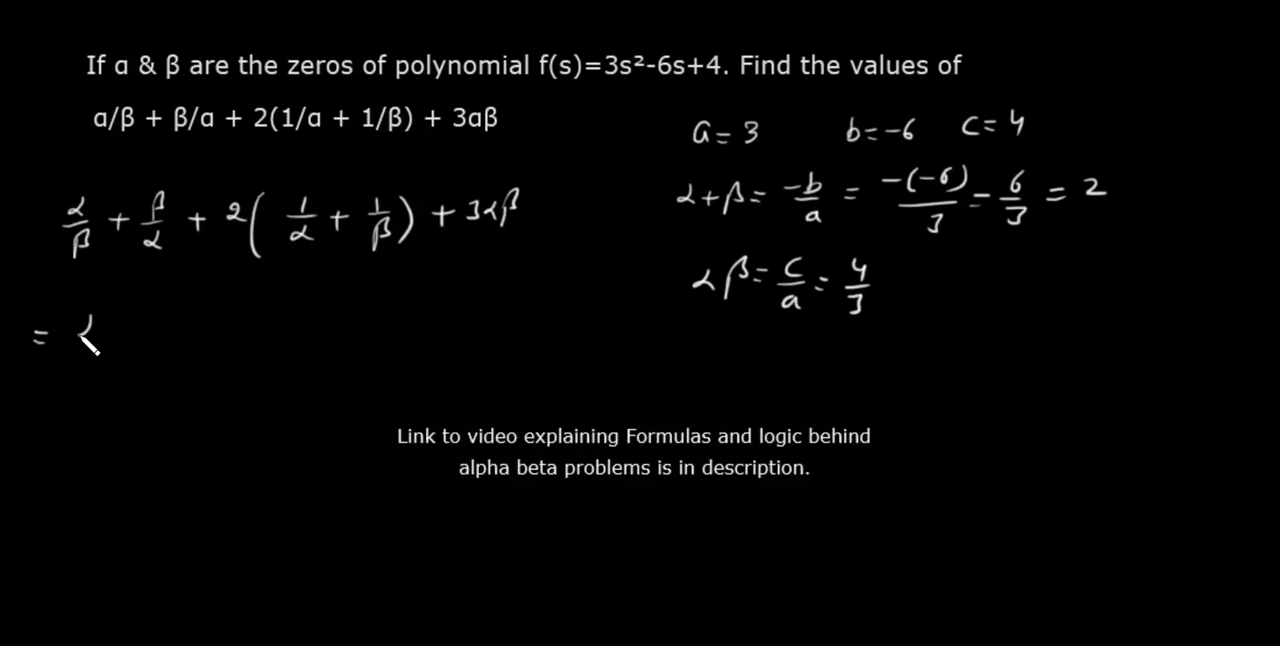 If α & β are the zeros of polynomial f(s)=3s²-6s+4. Find the values of
α/β + β/α + 2(1/α + 1/β) + 3αβ
a = 3 b = -6 c = 4
α + β = -b/a = -(-6)/3 = 6/3 = 2
α/β + β/α + 2(1/α + 1/β) + 3αβ
αβ = c/a = 4/3
=
Link to video explaining Formulas and logic behind
alpha beta problems is in description.